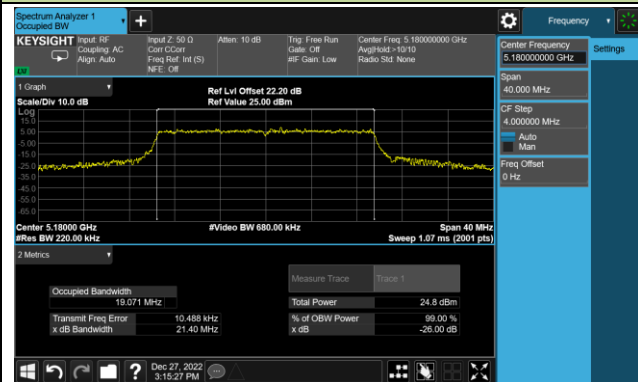 Spectrum Analyzer 1
Occupied BW
Frequency
KEYSIGHT
Input: RF
Coupling: AC
Align: Auto
Input Z: 50 Ω
Corr CCorr
Freq Ref: Int (S)
NFE: Off
Atten: 10 dB
Trig: Free Run
Gate: Off
#IF Gain: Low
Center Freq: 5.180000000 GHz
Avg|Hold:>10/10
Radio Std: None
LXI
Center Frequency
5.180000000 GHz
Settings
Span
40.000 MHz
CF Step
4.000000 MHz
Auto
Man
Freq Offset
0 Hz
1 Graph
Scale/Div 10.0 dB
Ref Lvl Offset 22.20 dB
Ref Value 25.00 dBm
Log
15.0
5.00
-5.00
-15.0
-25.0
-35.0
-45.0
-55.0
-65.0
Center 5.18000 GHz
#Res BW 220.00 kHz
#Video BW 680.00 kHz
Span 40 MHz
Sweep 1.07 ms (2001 pts)
2 Metrics
Measure Trace
Trace 1
Occupied Bandwidth
19.071 MHz
Total Power
24.8 dBm
Transmit Freq Error
10.488 kHz
% of OBW Power
99.00 %
x dB Bandwidth
21.40 MHz
x dB
-26.00 dB
?
Dec 27, 2022
3:15:27 PM